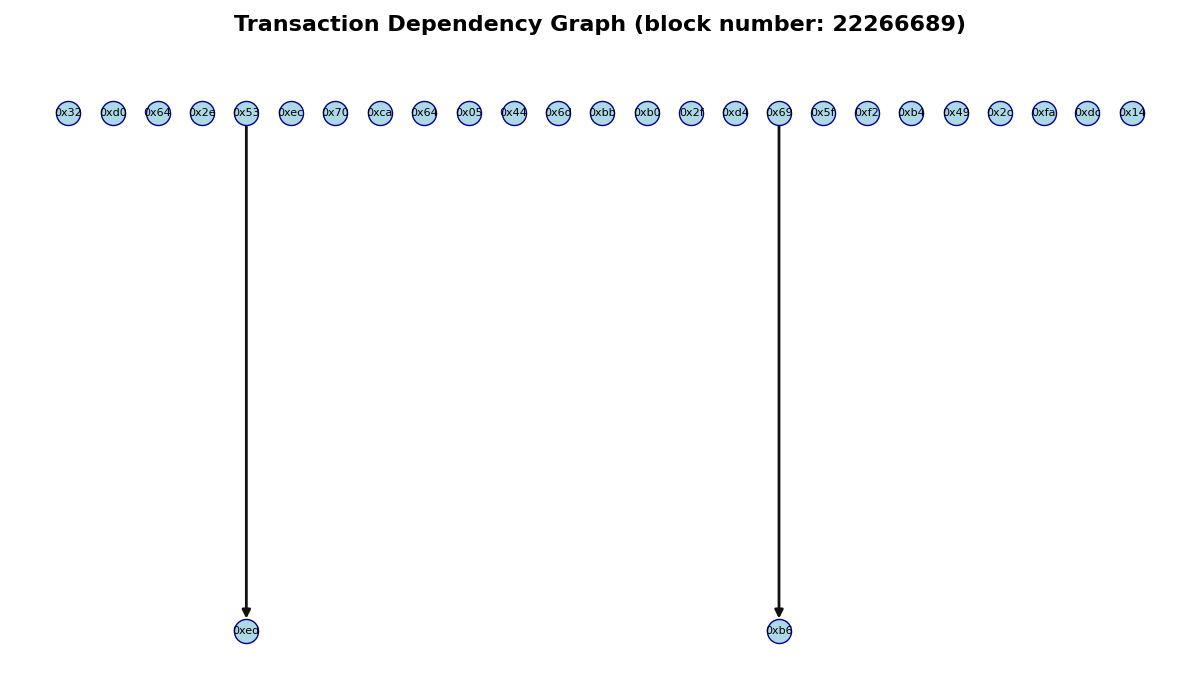 Transaction Dependency Graph (block number: 22266689)
0x32 0xd0 0x64 0x2e 0x53 0xec 0x70 0xca 0x64 0x05 0x44 0x6d 0xbb 0xb0 0x2f 0xd4 0x69 0x5f 0xf2 0xb4 0x49 0x2c 0xfa 0xdc 0x14
0xed 0xb6